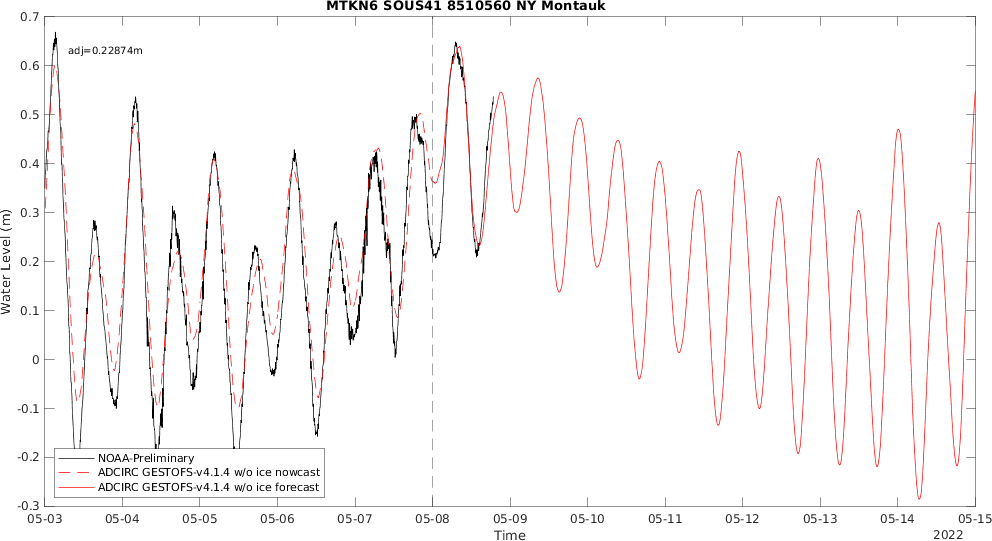 MTKN6 SOUS41 8510560 NY Montauk
adj=0.22874m
Water Level (m)
0.7
0.6
0.5
0.4
0.3
0.2
0.1
0
-0.1
-0.2
-0.3
NOAA-Preliminary
ADCIRC GESTOFS-v4.1.4 w/o ice nowcast
ADCIRC GESTOFS-v4.1.4 w/o ice forecast
05-03 05-04 05-05 05-06 05-07 05-08 05-09 05-10 05-11 05-12 05-13 05-14 05-15
Time
2022